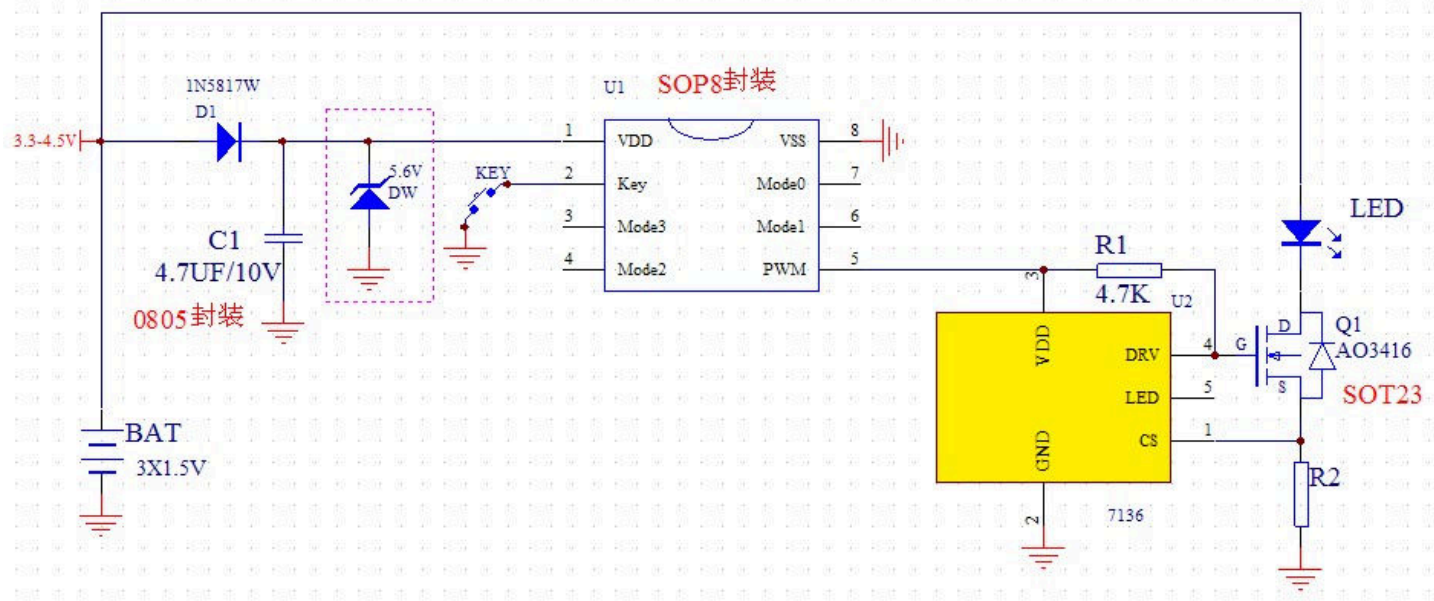 1N5817W
D1
3.3-4.5V
C1
4.7UF/10V
0805封装
5.6V
DW
KEY
U1
SOP8封装
1
VDD
VSS
8
2
Key
Mode0
7
3
Mode3
Mode1
6
4
Mode2
PWM
5
BAT
3X1.5V
R1
4.7K
U2
3
VDD
DRV
4
LED
5
CS
1
GND
2
7136
LED
G
D
S
Q1
AO3416
SOT23
R2